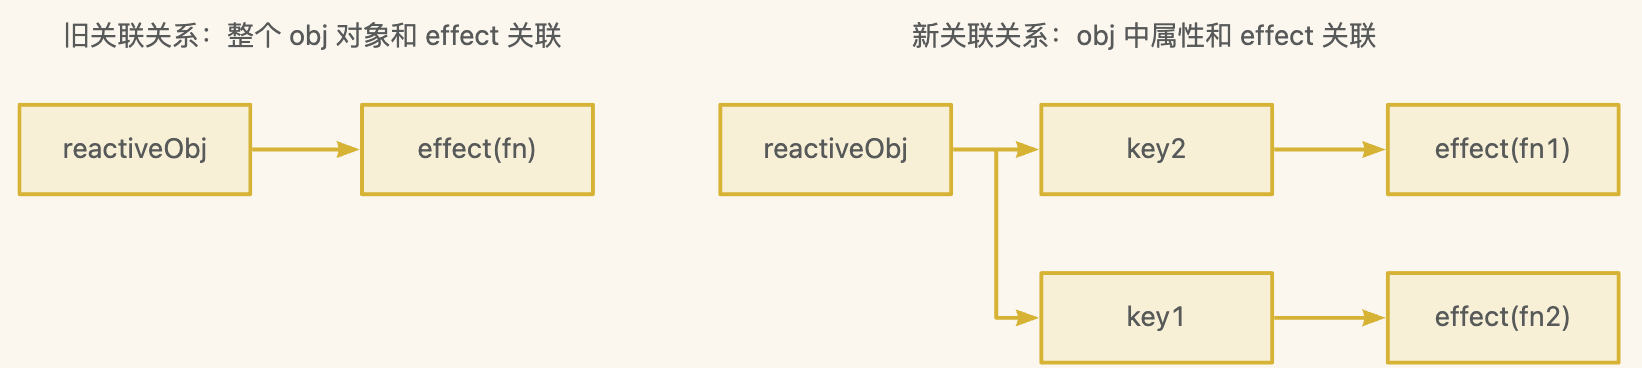 旧关联关系：整个 obj 对象和 effect 关联
reactiveObj
effect(fn)
新关联关系：obj 中属性和 effect 关联
reactiveObj
key2
effect(fn1)
key1
effect(fn2)